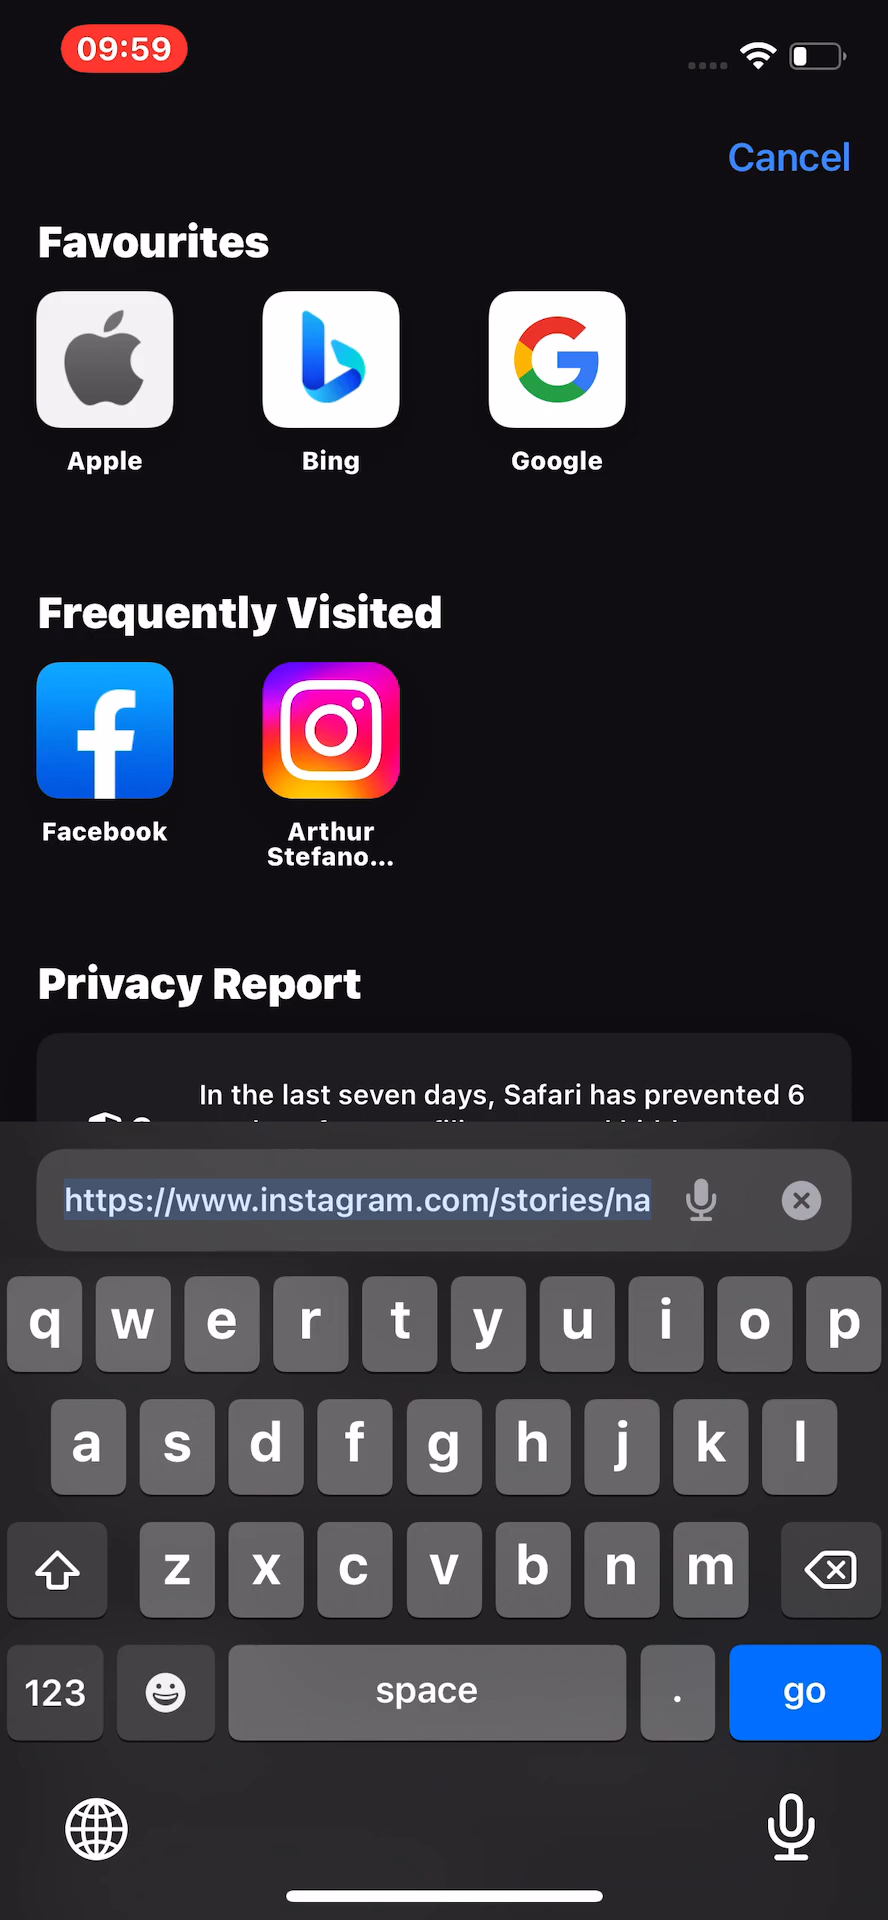 09:59
Cancel
Favourites
Apple
Bing
Google
Frequently Visited
Facebook
Arthur
Stefano...
Privacy Report
In the last seven days, Safari has prevented 6
https://www.instagram.com/stories/na
q w e r t y u i o p
a s d f g h j k l
z x c v b n m
123 space . go